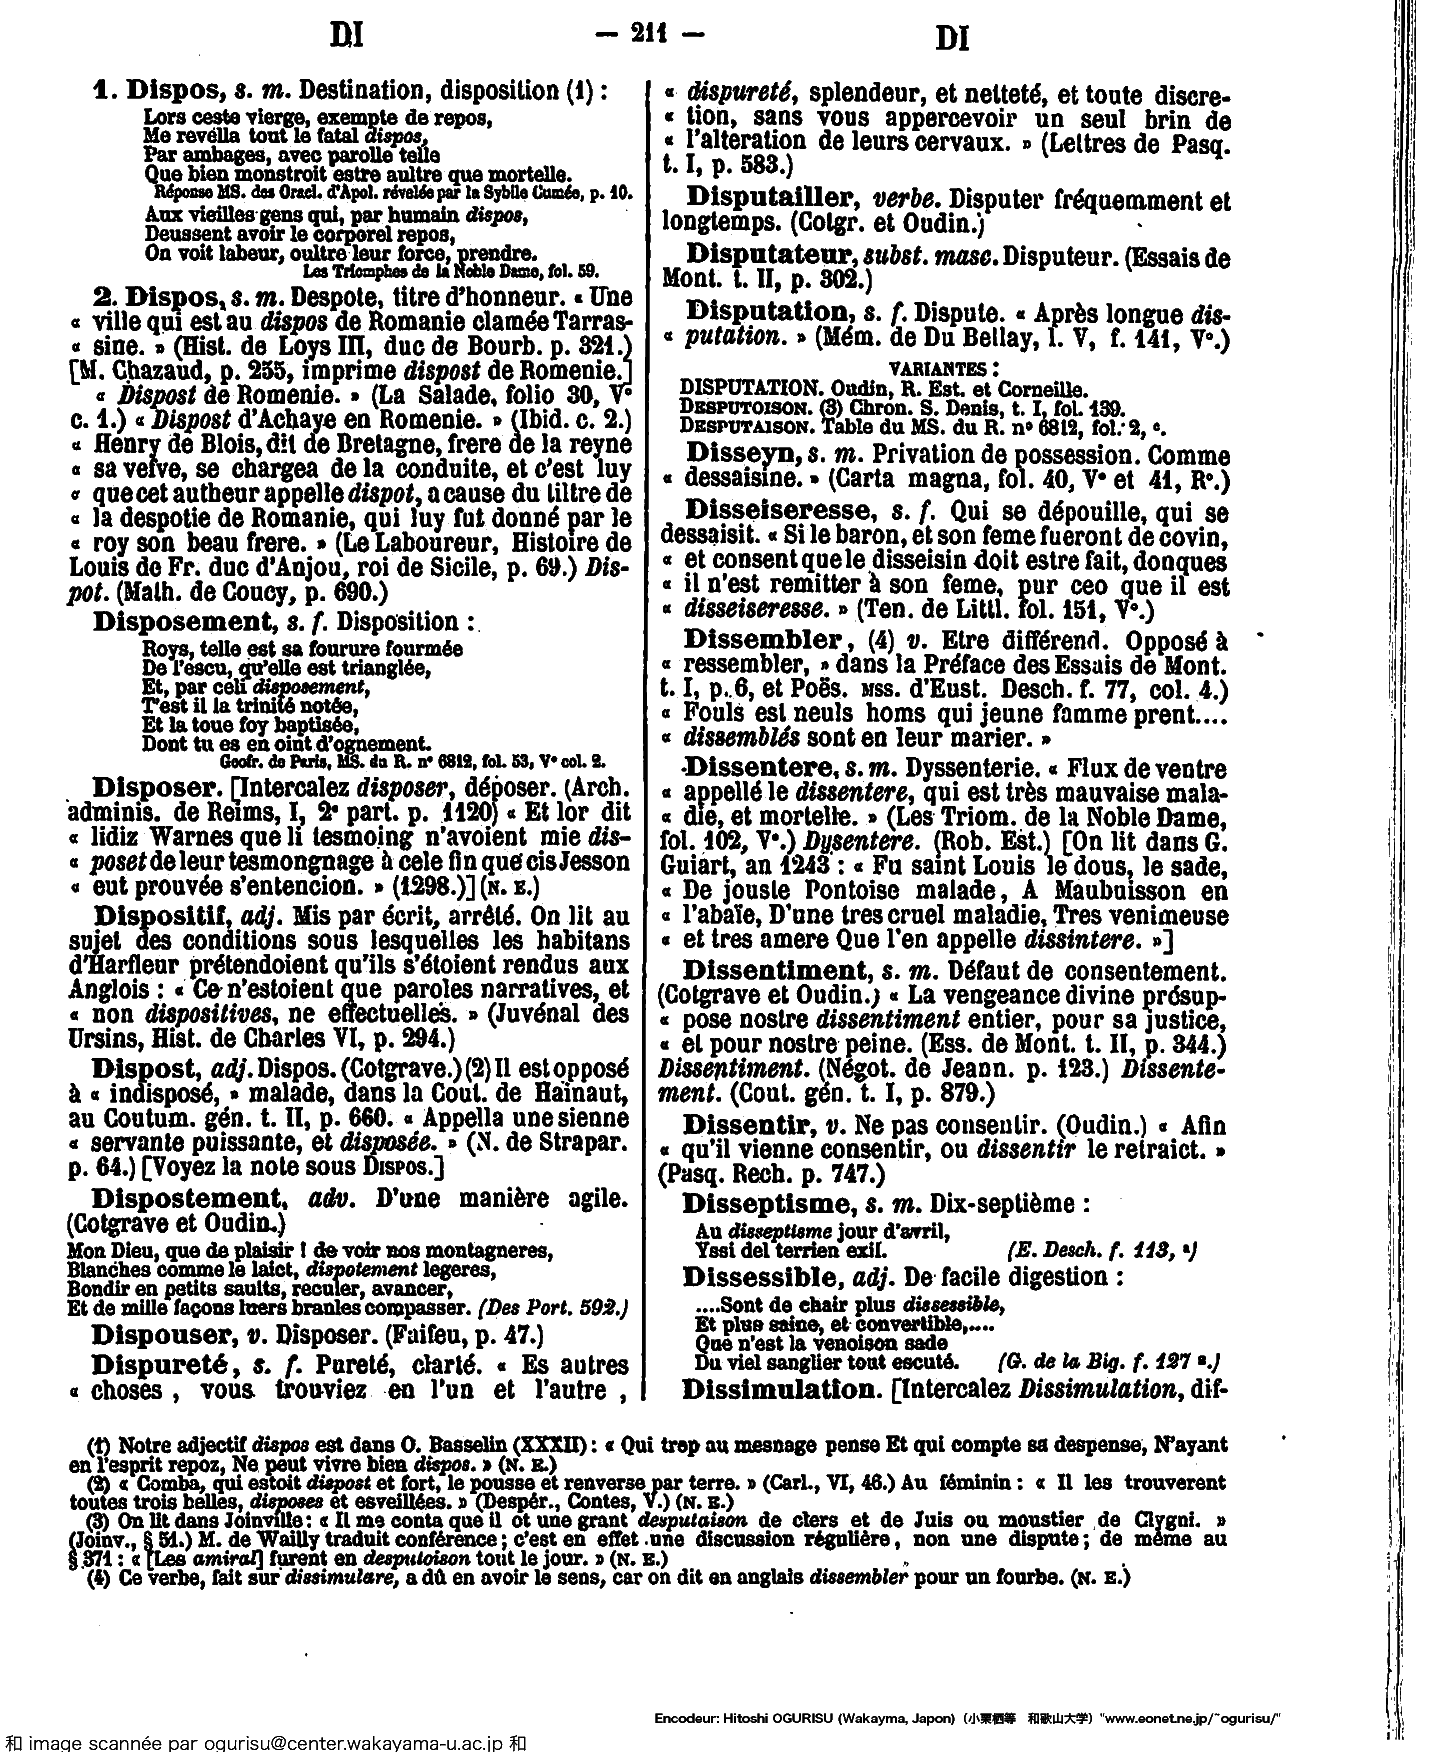 DI
— 211 —
DI
1. Dispos, s. m. Destination, disposition (1) :
Lors ceste vierge, exempte de repos,
Me revélla tout le fatal dispos,
Par ambages, avec parolle telle
Que bien monstroit estre aultre que mortelle.
Réponse MS. des Oracl. d'Apol. révelée par la Sybile Cumée, p. 10.
Aux vieilles gens qui, par humain dispos,
Deussent avoir le corporel repos,
On voit labeur, oultre leur force, prendre.
Les Triomphes de la Noble Dame, fol. 59.
2. Dispos, s. m. Despote, titre d'honneur. « Une
« ville qui est au dispos de Romanie clamée Tarras-
« sine. » (Hist. de Loys III, duc de Bourb. p. 321.)
[M. Chazaud, p. 255, imprime dispost de Romenie.]
« Dispost de Romenie. » (La Salade, folio 30, V°
c. 1.) « Dispost d'Achaye en Romenie. » (Ibid. c. 2.)
« Henry de Blois, dit de Bretagne, frere de la reyne
« sa vefve, se chargea de la conduite, et c'est luy
« que cet autheur appelle dispot, a cause du tiltre de
« la despotie de Romanie, qui luy fut donné par le
« roy son beau frere. » (Le Laboureur, Histoire de
Louis de Fr. duc d'Anjou, roi de Sicile, p. 69.) Dis-
pot. (Math. de Coucy, p. 690.)
Disposement, s. f. Disposition :
Roys, telle est sa fourure fourmée
De l'escu, qu'elle est trianglée,
Et, par celi disposement,
T'est il la trinité notée,
Et la toue foy baptisée,
Dont tu es en oint d'ognement.
Geofr. de Paris, MS. du R. n° 6812, fol. 53, V° col. 2.
Disposer. [Intercalez disposer, déposer. (Arch.
adminis. de Reims, I, 2e part. p. 1120) « Et lor dit
« lidiz Warnes que li tesmoing n'avoient mie dis-
« poset de leur tesmongnage à cele fin que cis Jesson
« eut prouvée s'entencion. » (1298.)] (N. E.)
Dispositif, adj. Mis par écrit, arrêté. On lit au
sujet des conditions sous lesquelles les habitans
d'Harfleur prétendoient qu'ils s'étoient rendus aux
Anglois : « Ce n'estoient que paroles narratives, et
« non dispositives, ne effectuelles. » (Juvénal des
Ursins, Hist. de Charles VI, p. 294.)
Dispost, adj. Dispos. (Cotgrave.) (2) Il est opposé
à « indisposé, » malade, dans la Cout. de Hainaut,
au Coutum. gén. t. II, p. 660. « Appella une sienne
« servante puissante, et disposée. » (N. de Strapar.
p. 64.) [Voyez la note sous Dispos.]
Dispostement, adv. D'une manière agile.
(Cotgrave et Oudin.)
Mon Dieu, que de plaisir ! de voir nos montagneres,
Blanches comme le laict, dispotement legeres,
Bondir en petits saults, reculer, avancer,
Et de mille façons luers branles compasser. (Des Port. 592.)
Dispouser, v. Disposer. (Faifeu, p. 47.)
Dispureté, s. f. Pureté, clarté. « Es autres
« choses, vous trouviez en l'un et l'autre,
« dispureté, splendeur, et netteté, et toute discre-
« tion, sans vous appercevoir un seul brin de
« l'alteration de leurs cervaux. » (Lettres de Pasq.
t. I, p. 583.)
Disputailler, verbe. Disputer fréquemment et
longtemps. (Cotgr. et Oudin.)
Disputateur, subst. masc. Disputeur. (Essais de
Mont. t. II, p. 302.)
Disputation, s. f. Dispute. « Après longue dis-
« putation. » (Mém. de Du Bellay, l. V, f. 141, V°.)
VARIANTES :
DISPUTATION. Oudin, R. Est. et Corneille.
Desputoison. (3) Chron. S. Denis, t. I, fol. 139.
Desputaison. Table du MS. du R. n° 6812, fol. 2, c.
Disseyn, s. m. Privation de possession. Comme
« dessaisine. » (Carta magna, fol. 40, V° et 41, R°.)
Disseiseresse, s. f. Qui se dépouille, qui se
dessaisit. « Si le baron, et son feme fueront de covin,
« et consent que le disseisin doit estre fait, donques
« il n'est remitter à son feme, pur ceo que il est
« disseiseresse. » (Ten. de Littl. fol. 151, V°.)
Dissembler, (4) v. Etre différend. Opposé à
« ressembler, » dans la Préface des Essais de Mont.
t. I, p. 6, et Poës. mss. d'Eust. Desch. f. 77, col. 4.)
« Fouls est neuls homs qui jeune famme prent....
« dissemblés sont en leur marier. »
Dissentere, s. m. Dyssenterie. « Flux de ventre
« appellé le dissentere, qui est très mauvaise mala-
« die, et mortelle. » (Les Triom. de la Noble Dame,
fol. 102, V°.) Dysentere. (Rob. Est.) [On lit dans G.
Guiart, an 1243 : « Fu saint Louis le dous, le sade,
« De jouste Pontoise malade, A Maubuisson en
« l'abaïe, D'une tres cruel maladie, Tres venimeuse
« et tres amere Que l'en appelle dissintere. »]
Dissentiment, s. m. Défaut de consentement.
(Cotgrave et Oudin.) « La vengeance divine présup-
« pose nostre dissentiment entier, pour sa justice,
« et pour nostre peine. (Ess. de Mont. t. II, p. 344.)
Dissentiment. (Négot. de Jeann. p. 123.) Dissente-
ment. (Cout. gén. t. I, p. 879.)
Dissentir, v. Ne pas consentir. (Oudin.) « Afin
« qu'il vienne consentir, ou dissentir le retraict. »
(Pasq. Rech. p. 747.)
Disseptisme, s. m. Dix-septième :
Au disseptisme jour d'avril,
Yssi del terrien exil. (E. Desch. f. 113, a)
Dissessible, adj. De facile digestion :
....Sont de chair plus dissessible,
Et plus saine, et convertible,....
Que n'est la venoison sade
Du viel sanglier tout escuté. (G. de la Big. f. 127 a.)
Dissimulation. [Intercalez Dissimulation, dif-
(1) Notre adjectif dispos est dans O. Basselin (XXXII) : « Qui trop au mesnage pense Et qui compte sa despense, N'ayant
en l'esprit repoz, Ne peut vivre bien dispos. » (N. E.)
(2) « Comba, qui estoit dispost et fort, le pousse et renverse par terre. » (Carl., VI, 46.) Au féminin : « Il les trouverent
toutes trois belles, disposes et esveillées. » (Despér., Contes, V.) (N. E.)
(3) On lit dans Joinville : « Il me conta que il ot une grant desputaison de clers et de Juis ou moustier de Clygni. »
(Joinv., § 51.) M. de Wailly traduit conférence ; c'est en effet une discussion régulière, non une dispute ; de même au
§ 371 : « [Les amiral] furent en desputoison tout le jour. » (N. E.)
(4) Ce verbe, fait sur dissimulare, a dû en avoir le sens, car on dit en anglais dissembler pour un fourbe. (N. E.)
Encodeur: Hitoshi OGURISU (Wakayma, Japon) (小栗栖等 和歌山大学) "www.eonet.ne.jp/~ogurisu/"
和 image scannée par ogurisu@center.wakayama-u.ac.jp 和